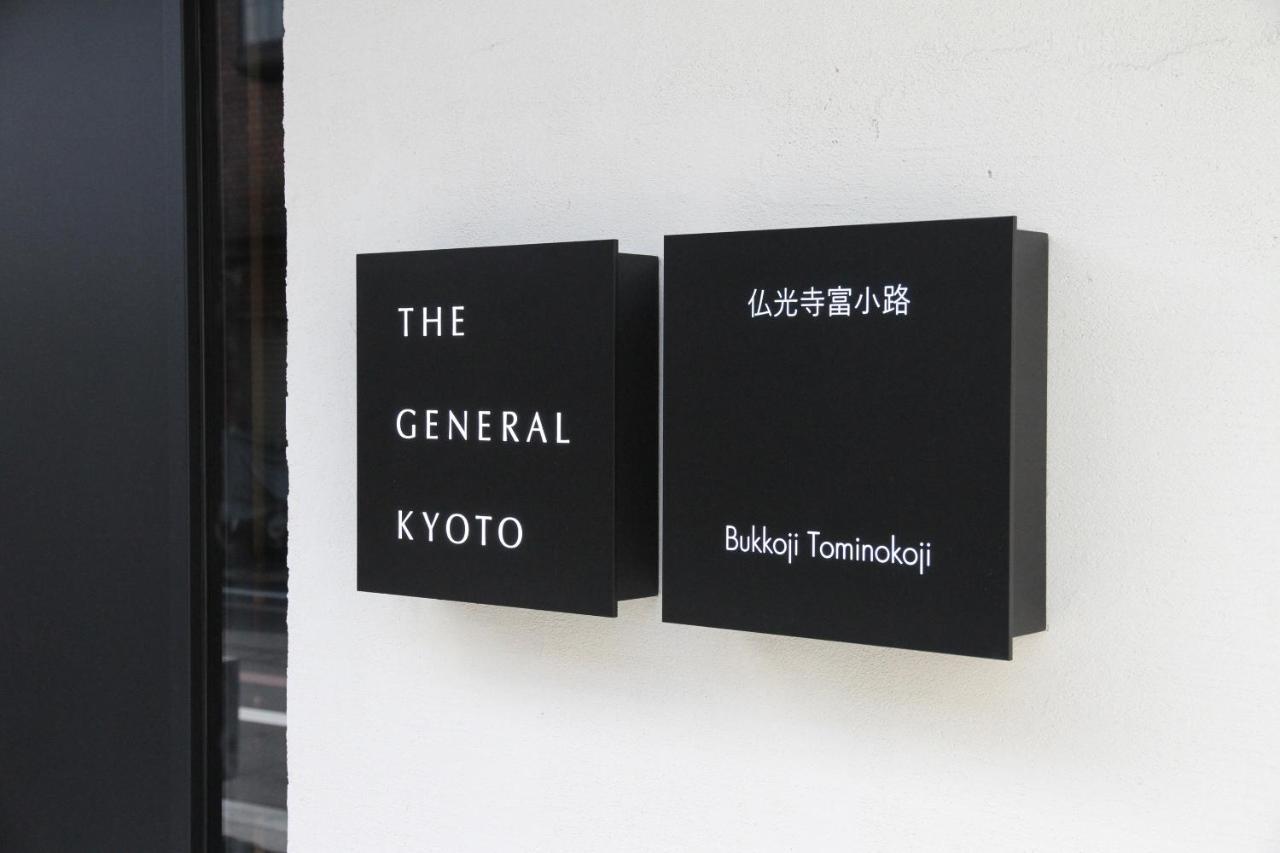 THE
GENERAL
KYOTO
仏光寺富小路
Bukkoji Tominokoji